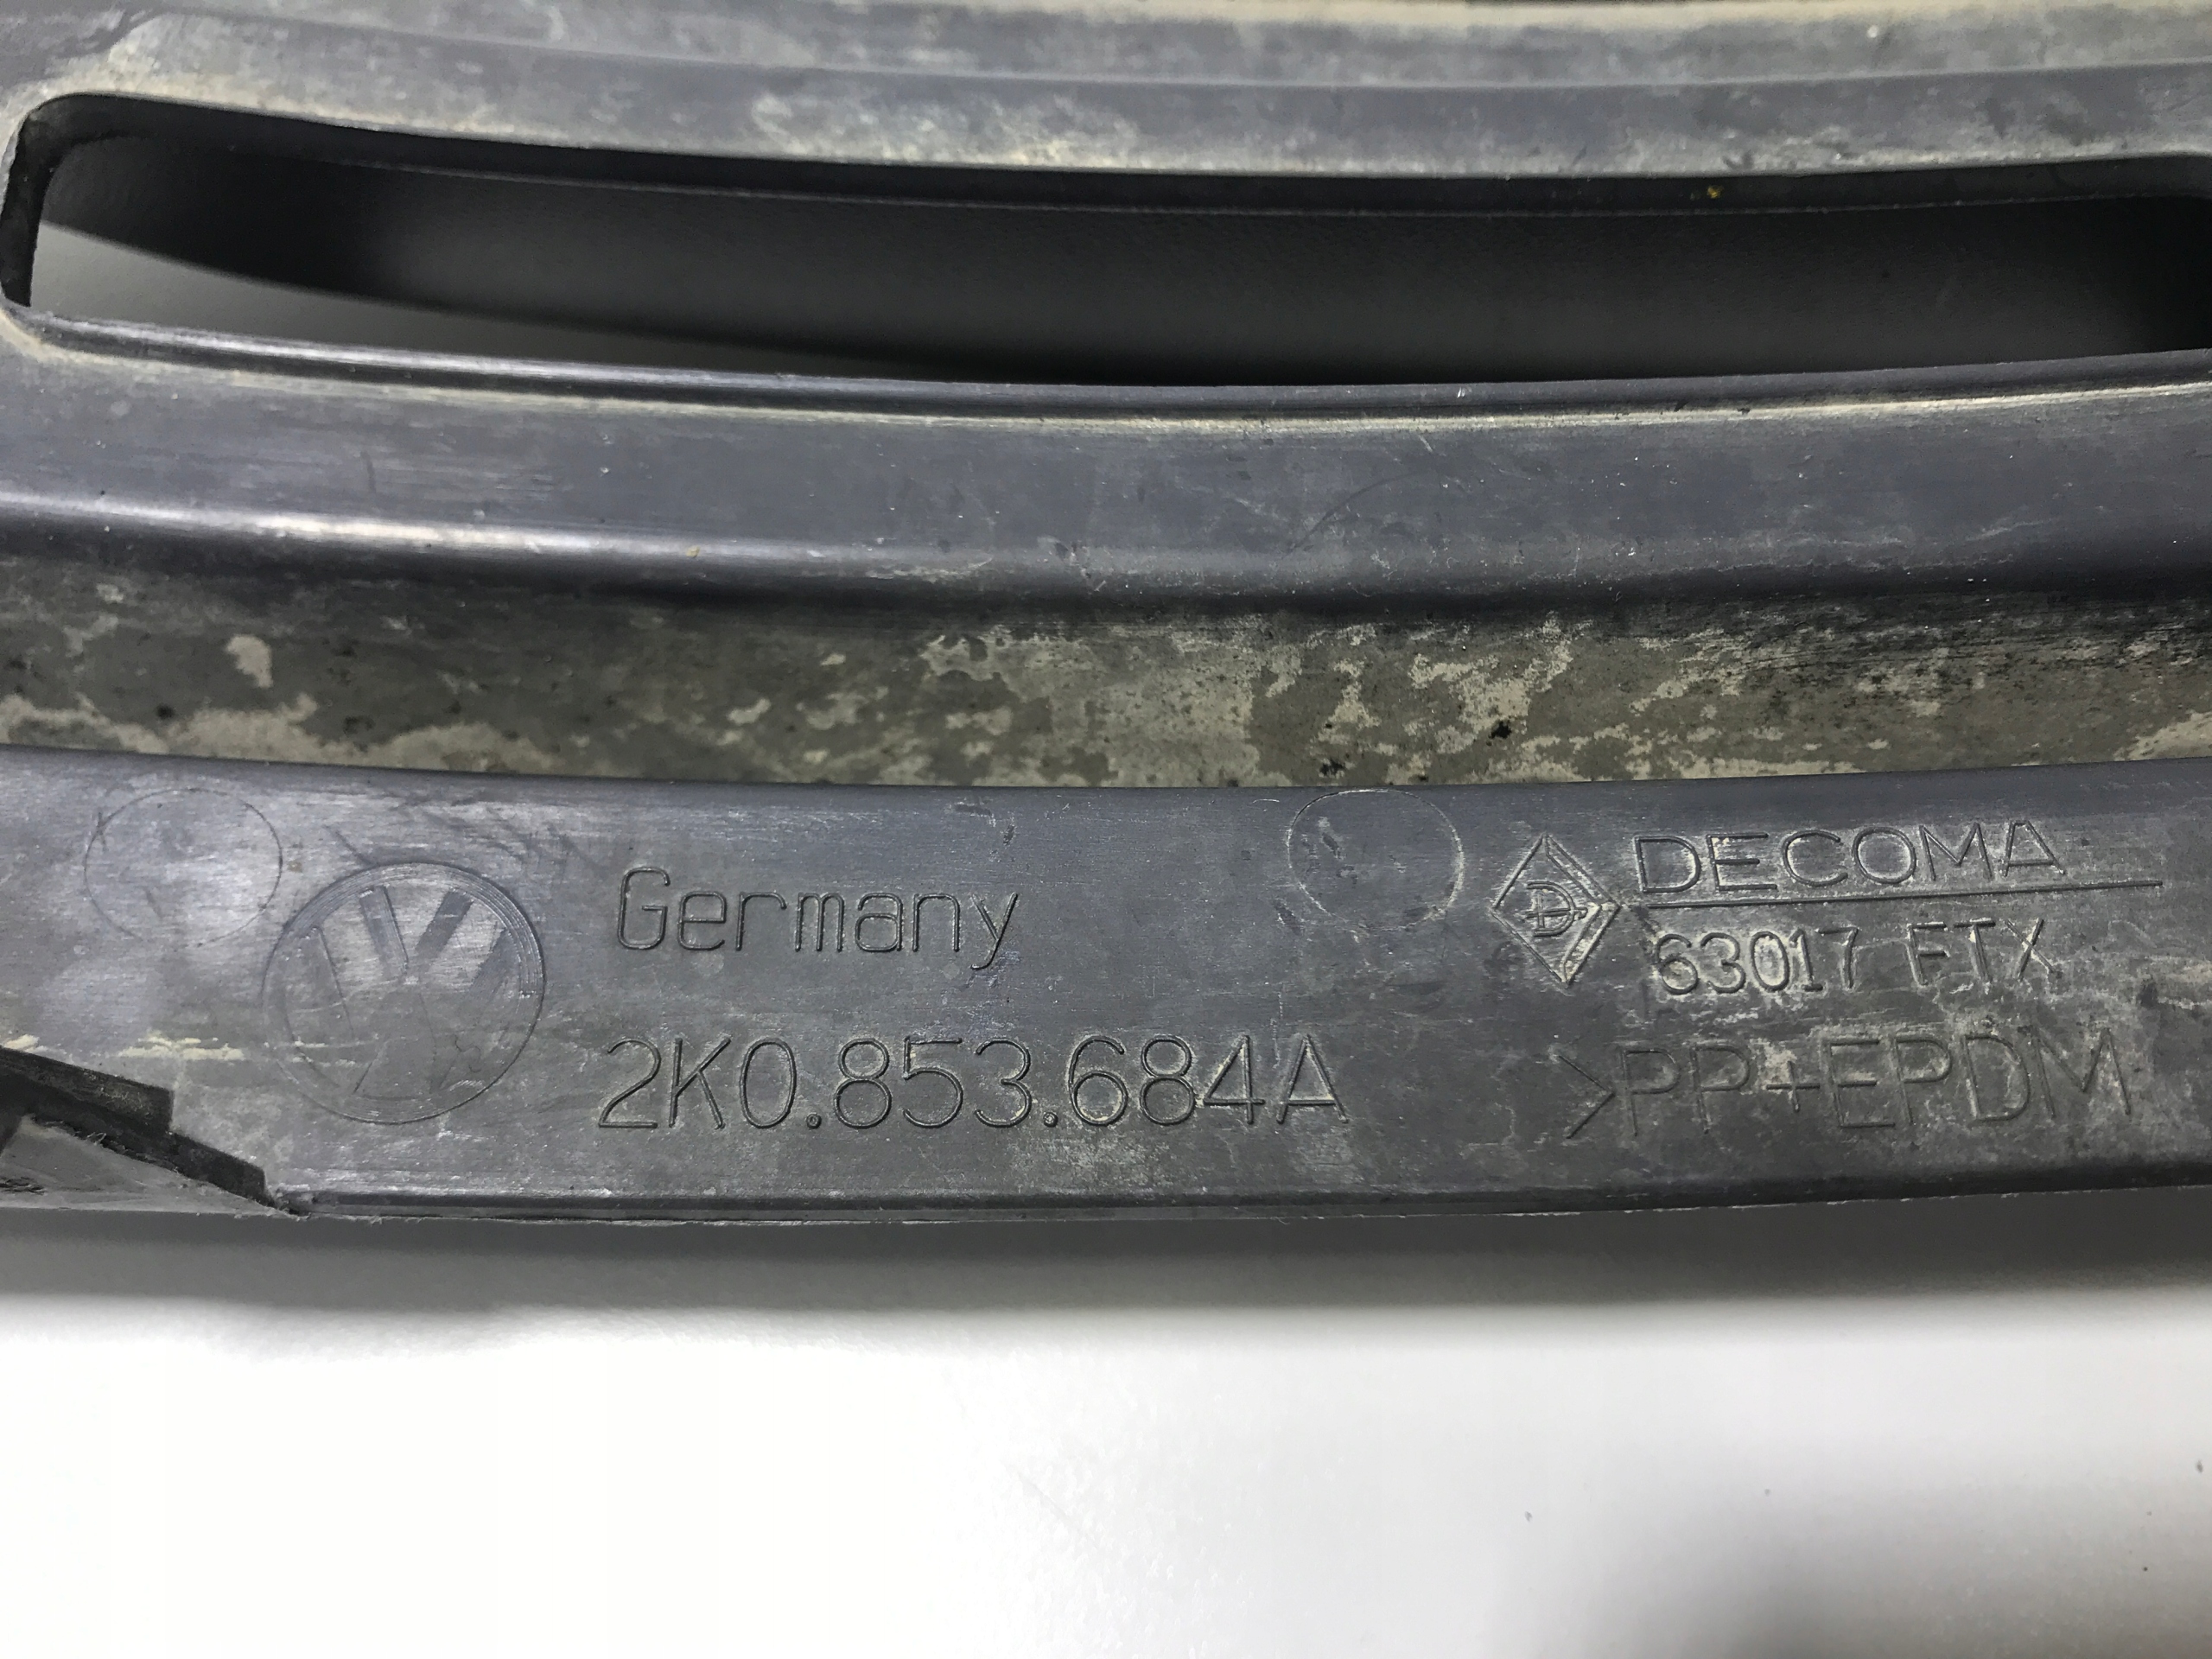 Germany
2K0.853.684A
DECOMA
63017 FTX
>PP+EPDM